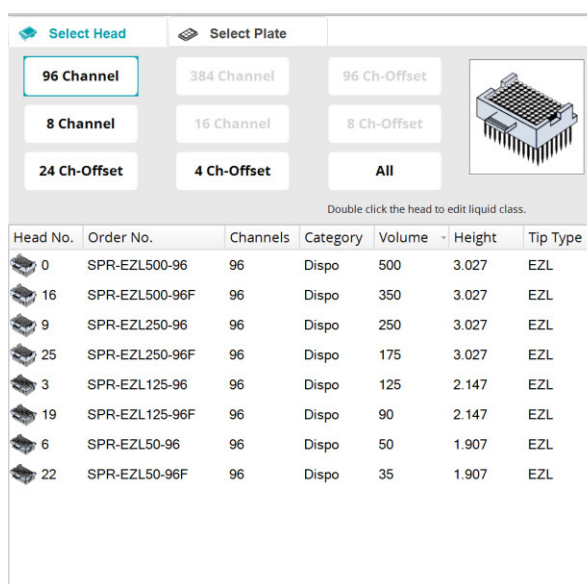 Select Head Select Plate
96 Channel 384 Channel 96 Ch-Offset
8 Channel 16 Channel 8 Ch-Offset
24 Ch-Offset 4 Ch-Offset All
Double click the head to edit liquid class.
Head No. Order No. Channels Category Volume Height Tip Type
0 SPR-EZL500-96 96 Dispo 500 3.027 EZL
16 SPR-EZL500-96F 96 Dispo 350 3.027 EZL
9 SPR-EZL250-96 96 Dispo 250 3.027 EZL
25 SPR-EZL250-96F 96 Dispo 175 3.027 EZL
3 SPR-EZL125-96 96 Dispo 125 2.147 EZL
19 SPR-EZL125-96F 96 Dispo 90 2.147 EZL
6 SPR-EZL50-96 96 Dispo 50 1.907 EZL
22 SPR-EZL50-96F 96 Dispo 35 1.907 EZL